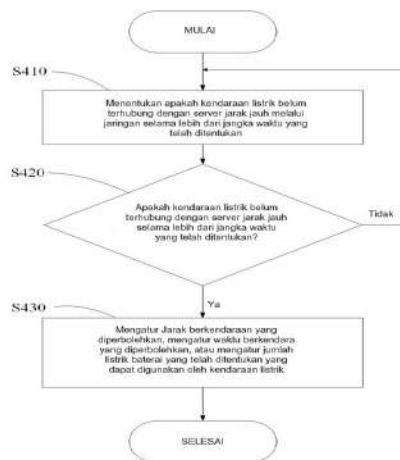 MULAI
S410
Menentukan apakah kendaraan listrik belum
terhubung dengan server jarak jauh melalui
jaringan selama lebih dari jangka waktu yang
telah ditentukan
S420
Apakah kendaraan listrik belum
terhubung dengan server jarak jauh
selama lebih dari jangka waktu
yang telah ditentukan?
Tidak
Ya
S430
Mengatur Jarak berkendaraan yang
diperbolehkan, mengatur waktu berkendara
yang diperbolehkan, atau mengatur jumlah
listrik baterai yang telah ditentukan yang
dapat digunakan oleh kendaraan listrik
SELESAI